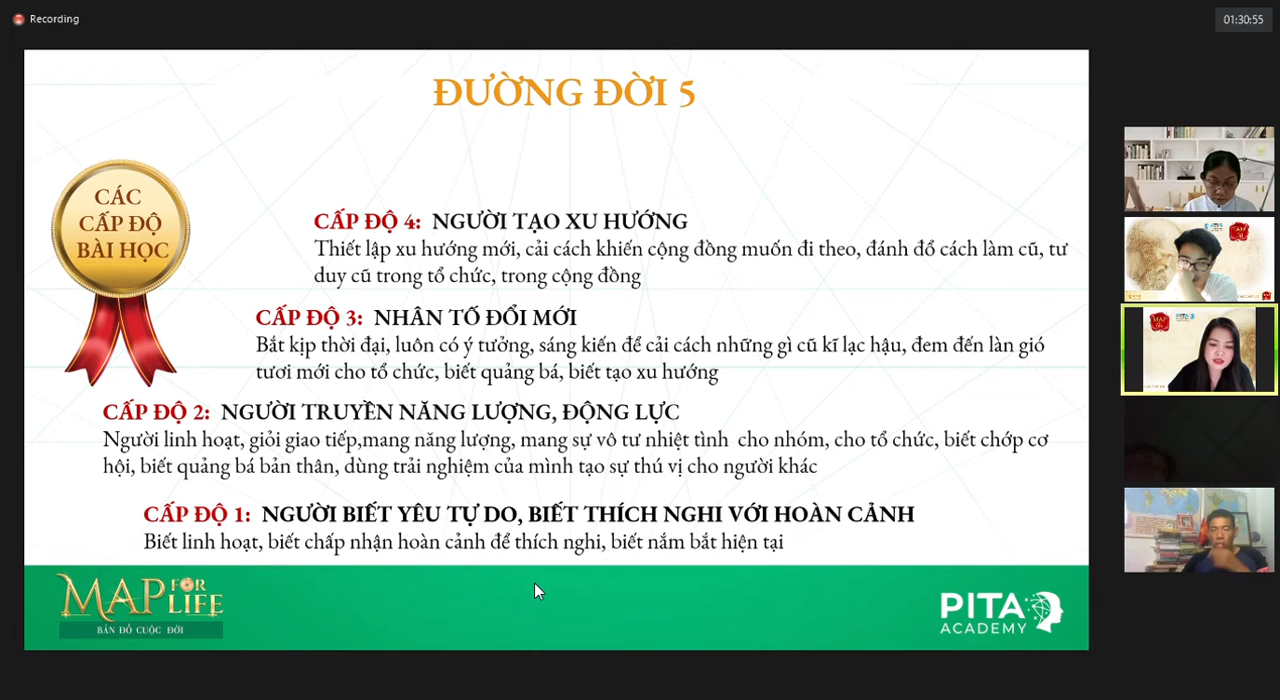 Recording
01:30:55
ĐƯỜNG ĐỜI 5
CÁC
CẤP ĐỘ
BÀI HỌC
CẤP ĐỘ 4: NGƯỜI TẠO XU HƯỚNG
Thiết lập xu hướng mới, cải cách khiến cộng đồng muốn đi theo, đánh đổ cách làm cũ, tư
duy cũ trong tổ chức, trong cộng đồng
CẤP ĐỘ 3: NHÂN TỐ ĐỔI MỚI
Bắt kịp thời đại, luôn có ý tưởng, sáng kiến để cải cách những gì cũ kĩ lạc hậu, đem đến làn gió
tươi mới cho tổ chức, biết quảng bá, biết tạo xu hướng
CẤP ĐỘ 2: NGƯỜI TRUYỀN NĂNG LƯỢNG, ĐỘNG LỰC
Người linh hoạt, giỏi giao tiếp,mang năng lượng, mang sự vô tư nhiệt tình cho nhóm, cho tổ chức, biết chớp cơ
hội, biết quảng bá bản thân, dùng trải nghiệm của mình tạo sự thú vị cho người khác
CẤP ĐỘ 1: NGƯỜI BIẾT YÊU TỰ DO, BIẾT THÍCH NGHI VỚI HOÀN CẢNH
Biết linh hoạt, biết chấp nhận hoàn cảnh để thích nghi, biết nắm bắt hiện tại
MAP FOR LIFE
BẢN ĐỒ CUỘC ĐỜI
PITA
ACADEMY